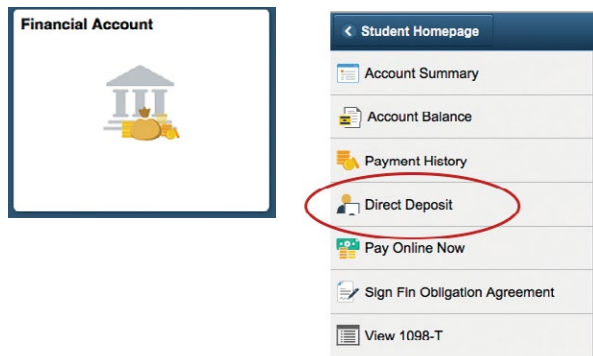 Financial Account
Student Homepage
Account Summary
Account Balance
Payment History
Direct Deposit
Pay Online Now
Sign Fin Obligation Agreement
View 1098-T